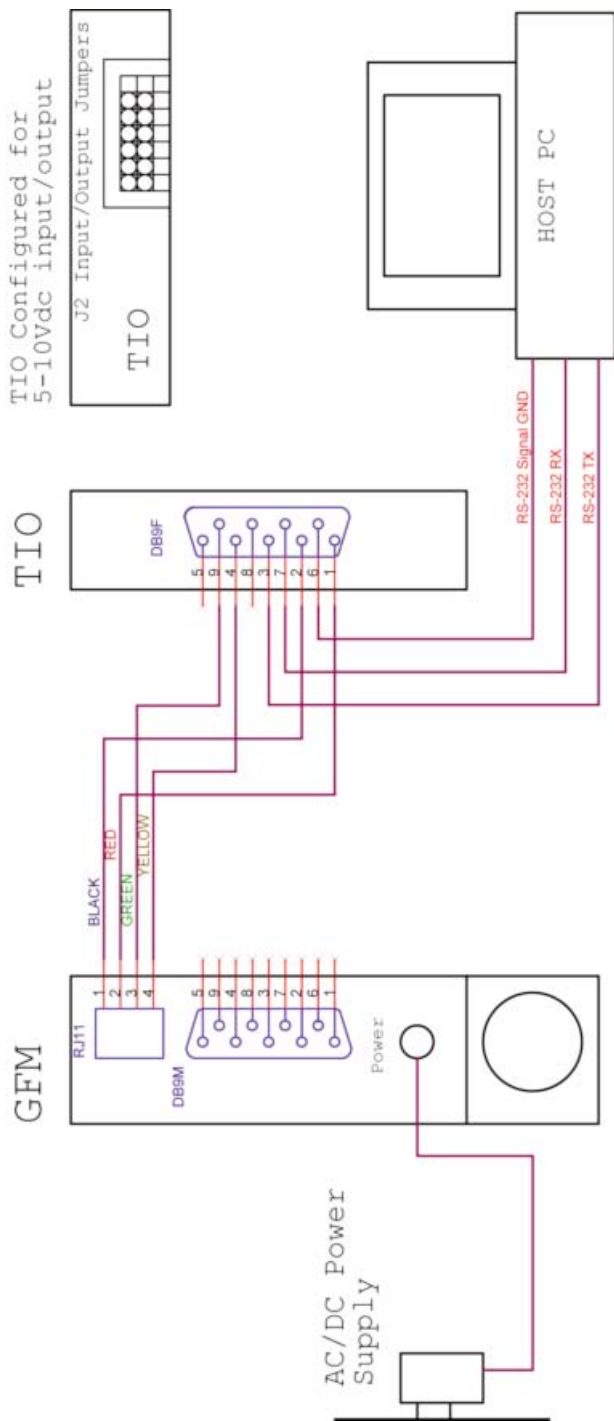 TIO Configured for
5-10Vdc input/output
J2 Input/Output Jumpers
TIO
HOST PC
TIO
DB9F
5
9
4
8
3
7
2
6
1
RS-232 Signal GND
RS-232 RX
RS-232 TX
BLACK
RED
GREEN
YELLOW
GFM
RJ11
1
2
3
4
DB9M
5
9
4
8
3
7
2
6
1
Power
AC/DC Power
Supply